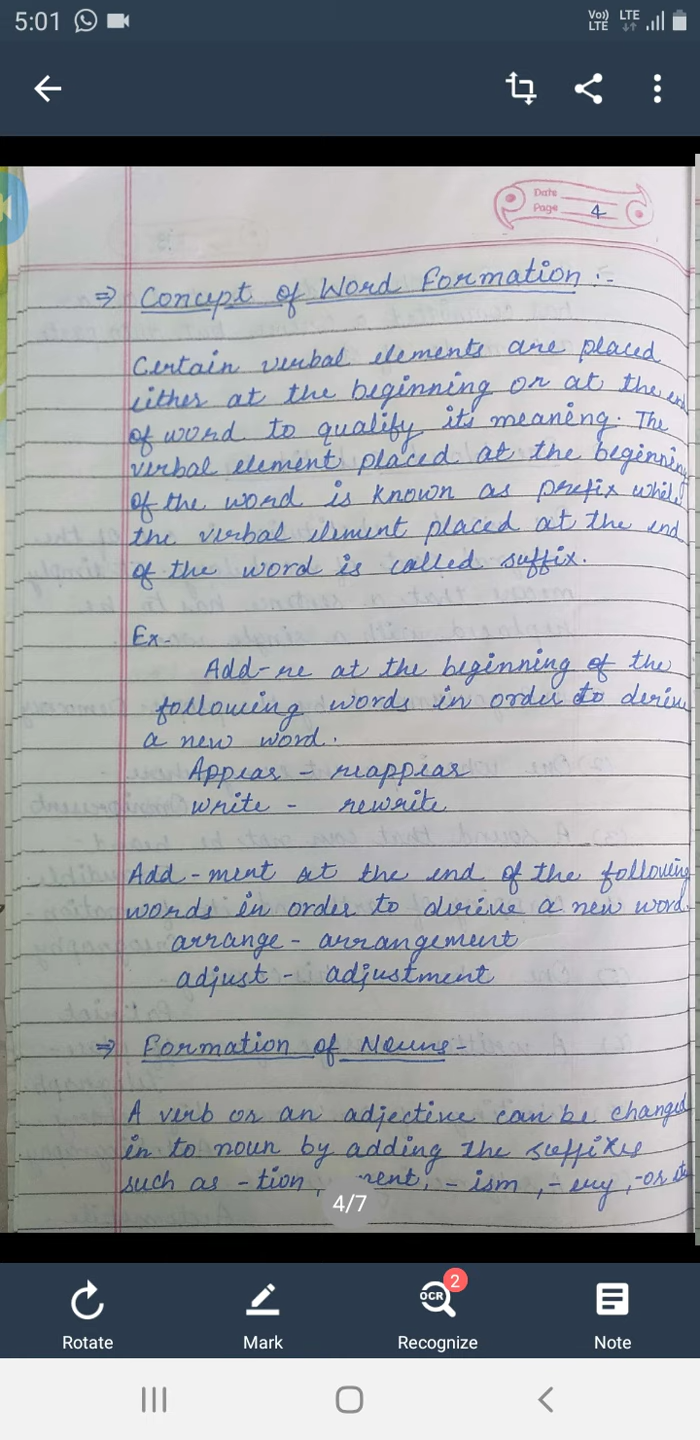 5:01
Vo)) LTE LTE
Date
Page 4
⇒ Concept of Word Formation :-
Certain verbal elements are placed
either at the beginning or at the end
of word to qualify its meaning. The
verbal element placed at the beginning
of the word is known as prefix while
the verbal element placed at the end
of the word is called suffix.
Ex-
Add-re at the beginning of the
following words in order to derive
a new word.
Appear - reappear
write - rewrite
Add -ment at the end of the following
words in order to derive a new word.
arrange - arrangement
adjust - adjustment
⇒ Formation of Nouns-
A verb or an adjective can be changed
in to noun by adding the suffixes
such as -tion, ment, - ism, - ery, -or
4/7
OCR 2
Rotate Mark Recognize Note